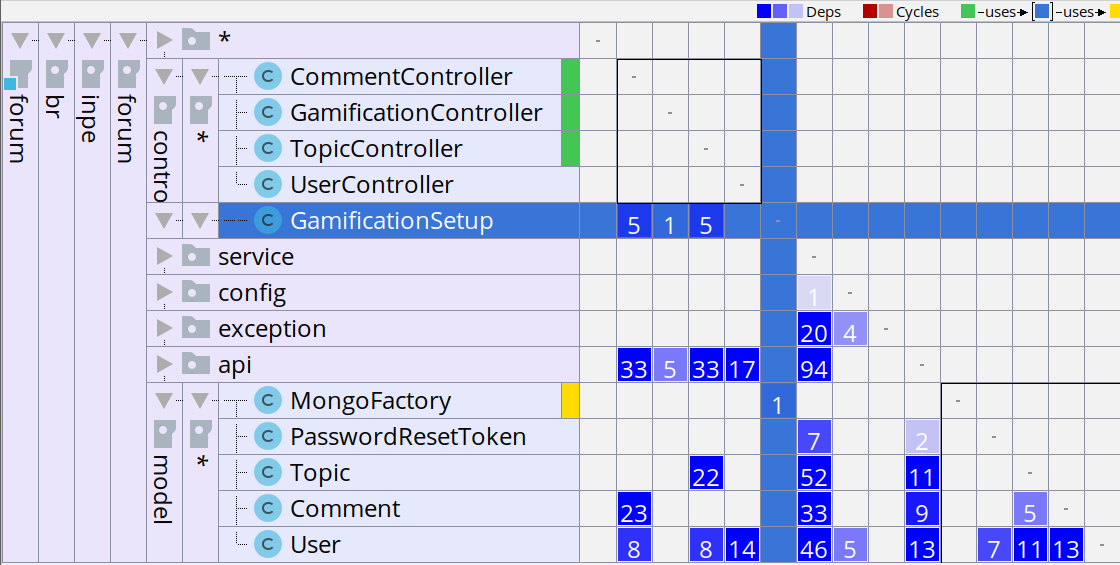 Deps Cycles -uses→ [ ] -uses→
forum br inpe forum
*
contro *
C CommentController
C GamificationController
C TopicController
C UserController
C GamificationSetup 5 1 5
service
config 1
exception 20 4
api 33 5 33 17 94
model *
C MongoFactory 1
C PasswordResetToken 7 2
C Topic 22 52 11
C Comment 23 33 9 5
C User 8 8 14 46 5 13 7 11 13